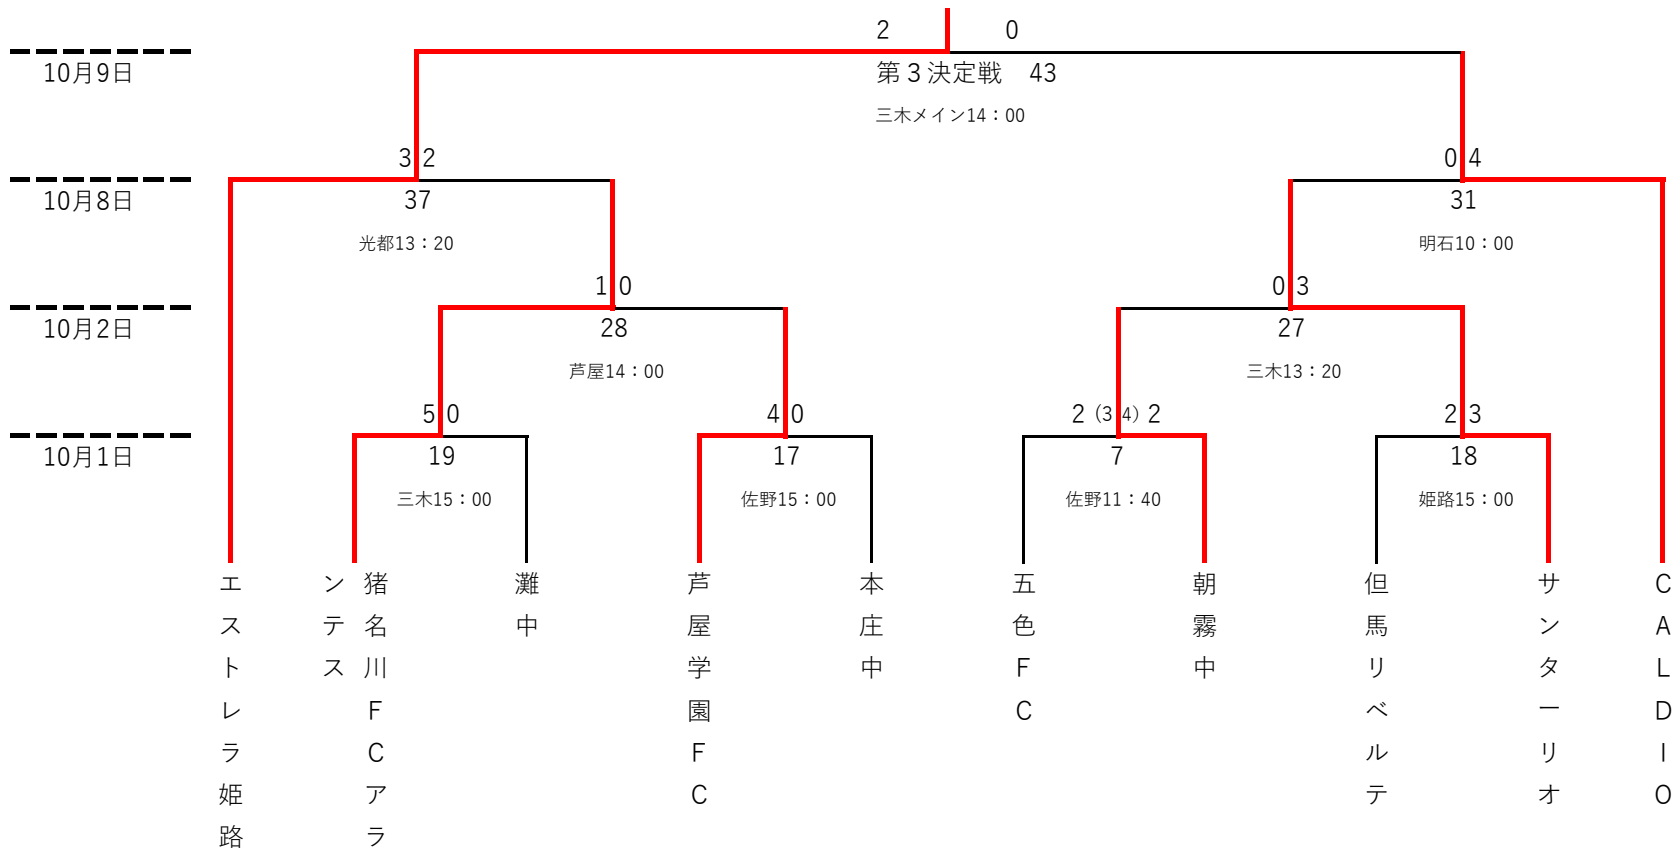 2 0
10月9日
第3決定戦 43
三木メイン14：00
3 2
0 4
10月8日
37
31
光都13：20
明石10：00
1 0
0 3
10月2日
28
27
芦屋14：00
三木13：20
5 0
4 0
2（3 4）2
2 3
10月1日
19
17
7
18
三木15：00
佐野15：00
佐野11：40
姫路15：00
エストレラ姫路
猪名川FCアラ
ンテス
灘中
芦屋学園FC
本庄中
五色FC
朝霧中
但馬リベルテ
サンターリオ
CALDIO